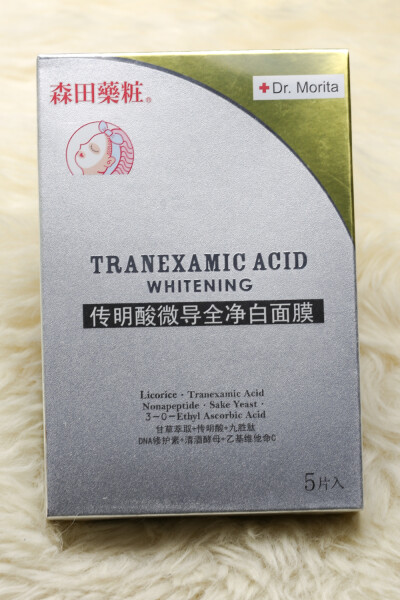 森田藥粧®
✚ Dr. Morita
TRANEXAMIC ACID
WHITENING
传明酸微导全净白面膜
Licorice · Tranexamic Acid
Nonapeptide · Sake Yeast ·
3-O-Ethyl Ascorbic Acid
甘草萃取+传明酸+九胜肽
DNA修护素+清酒酵母+乙基维他命C
5片入